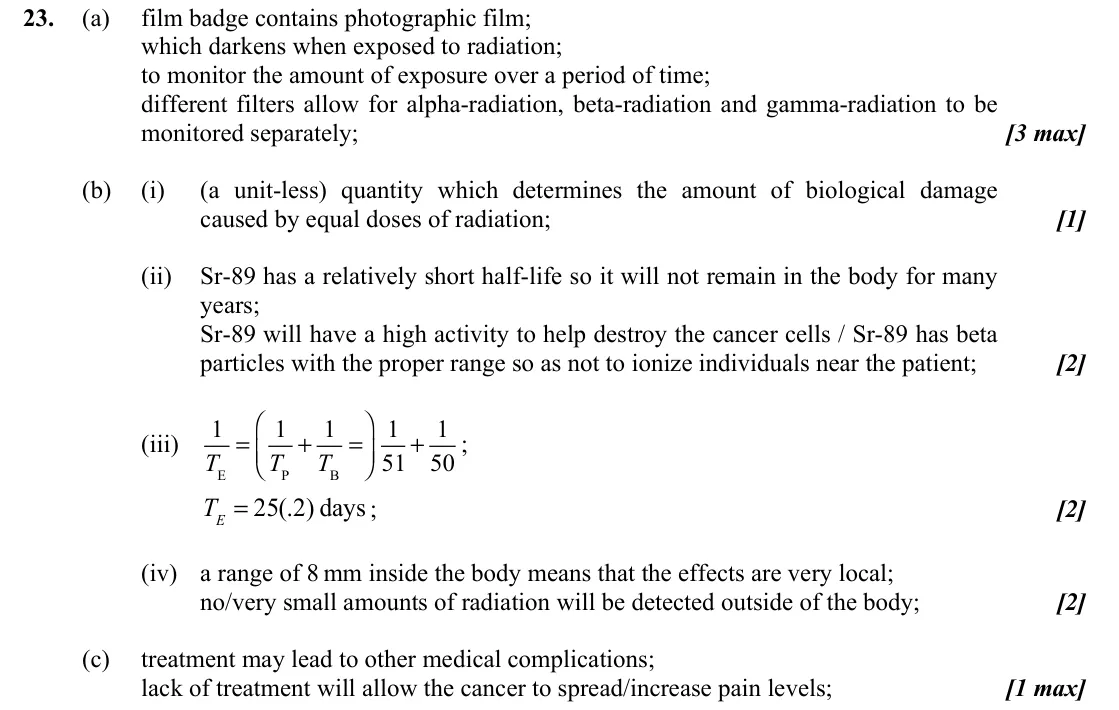 23. (a) film badge contains photographic film;
which darkens when exposed to radiation;
to monitor the amount of exposure over a period of time;
different filters allow for alpha-radiation, beta-radiation and gamma-radiation to be
monitored separately; [3 max]
(b) (i) (a unit-less) quantity which determines the amount of biological damage
caused by equal doses of radiation; [1]
(ii) Sr-89 has a relatively short half-life so it will not remain in the body for many
years;
Sr-89 will have a high activity to help destroy the cancer cells / Sr-89 has beta
particles with the proper range so as not to ionize individuals near the patient; [2]
(iii) 1/T_E = (1/T_P + 1/T_B =) 1/51 + 1/50 ;
T_E = 25(.2) days ; [2]
(iv) a range of 8 mm inside the body means that the effects are very local;
no/very small amounts of radiation will be detected outside of the body; [2]
(c) treatment may lead to other medical complications;
lack of treatment will allow the cancer to spread/increase pain levels; [1 max]